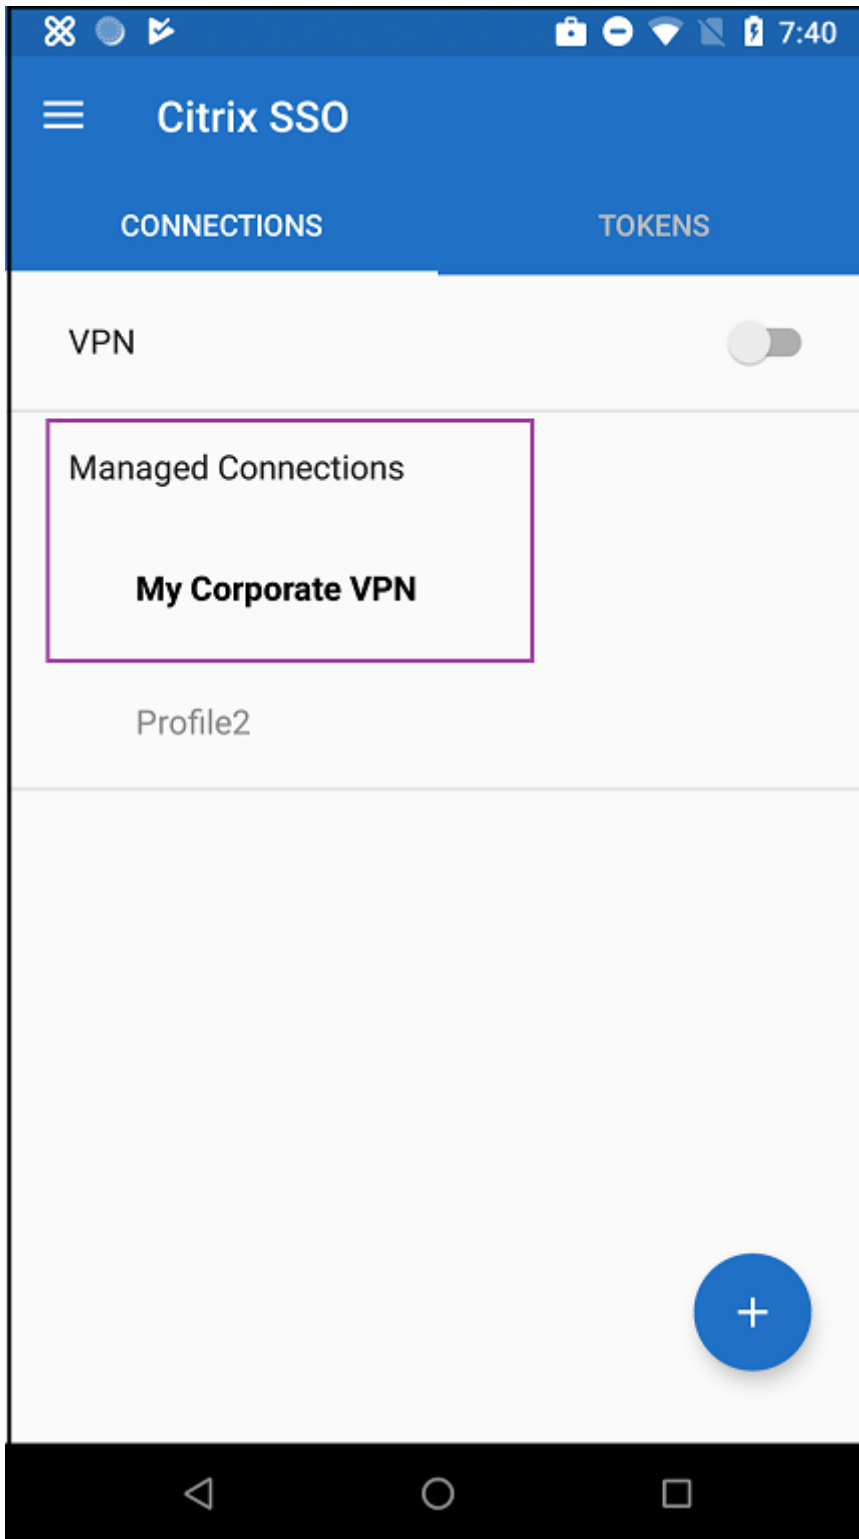 7:40
Citrix SSO
CONNECTIONS TOKENS
VPN
Managed Connections
My Corporate VPN
Profile2